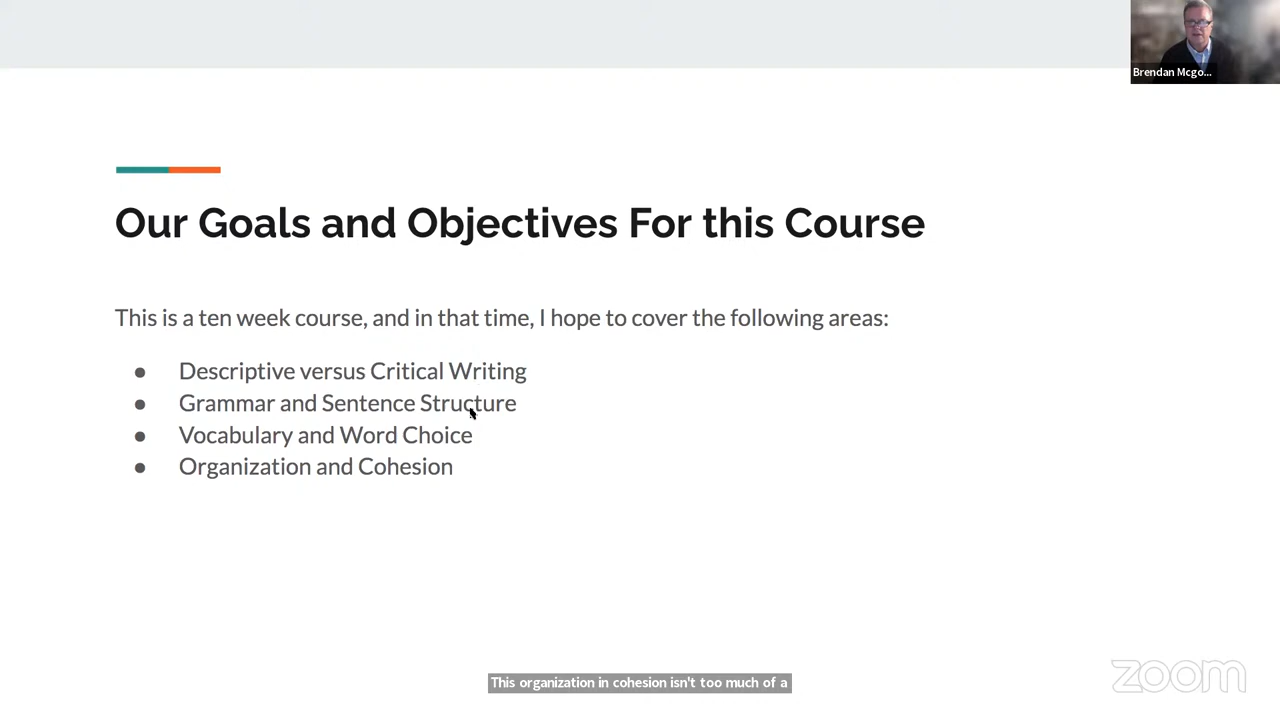 Brendan Mcgo...
Our Goals and Objectives For this Course
This is a ten week course, and in that time, I hope to cover the following areas:
● Descriptive versus Critical Writing
● Grammar and Sentence Structure
● Vocabulary and Word Choice
● Organization and Cohesion
This organization in cohesion isn't too much of a
zoom